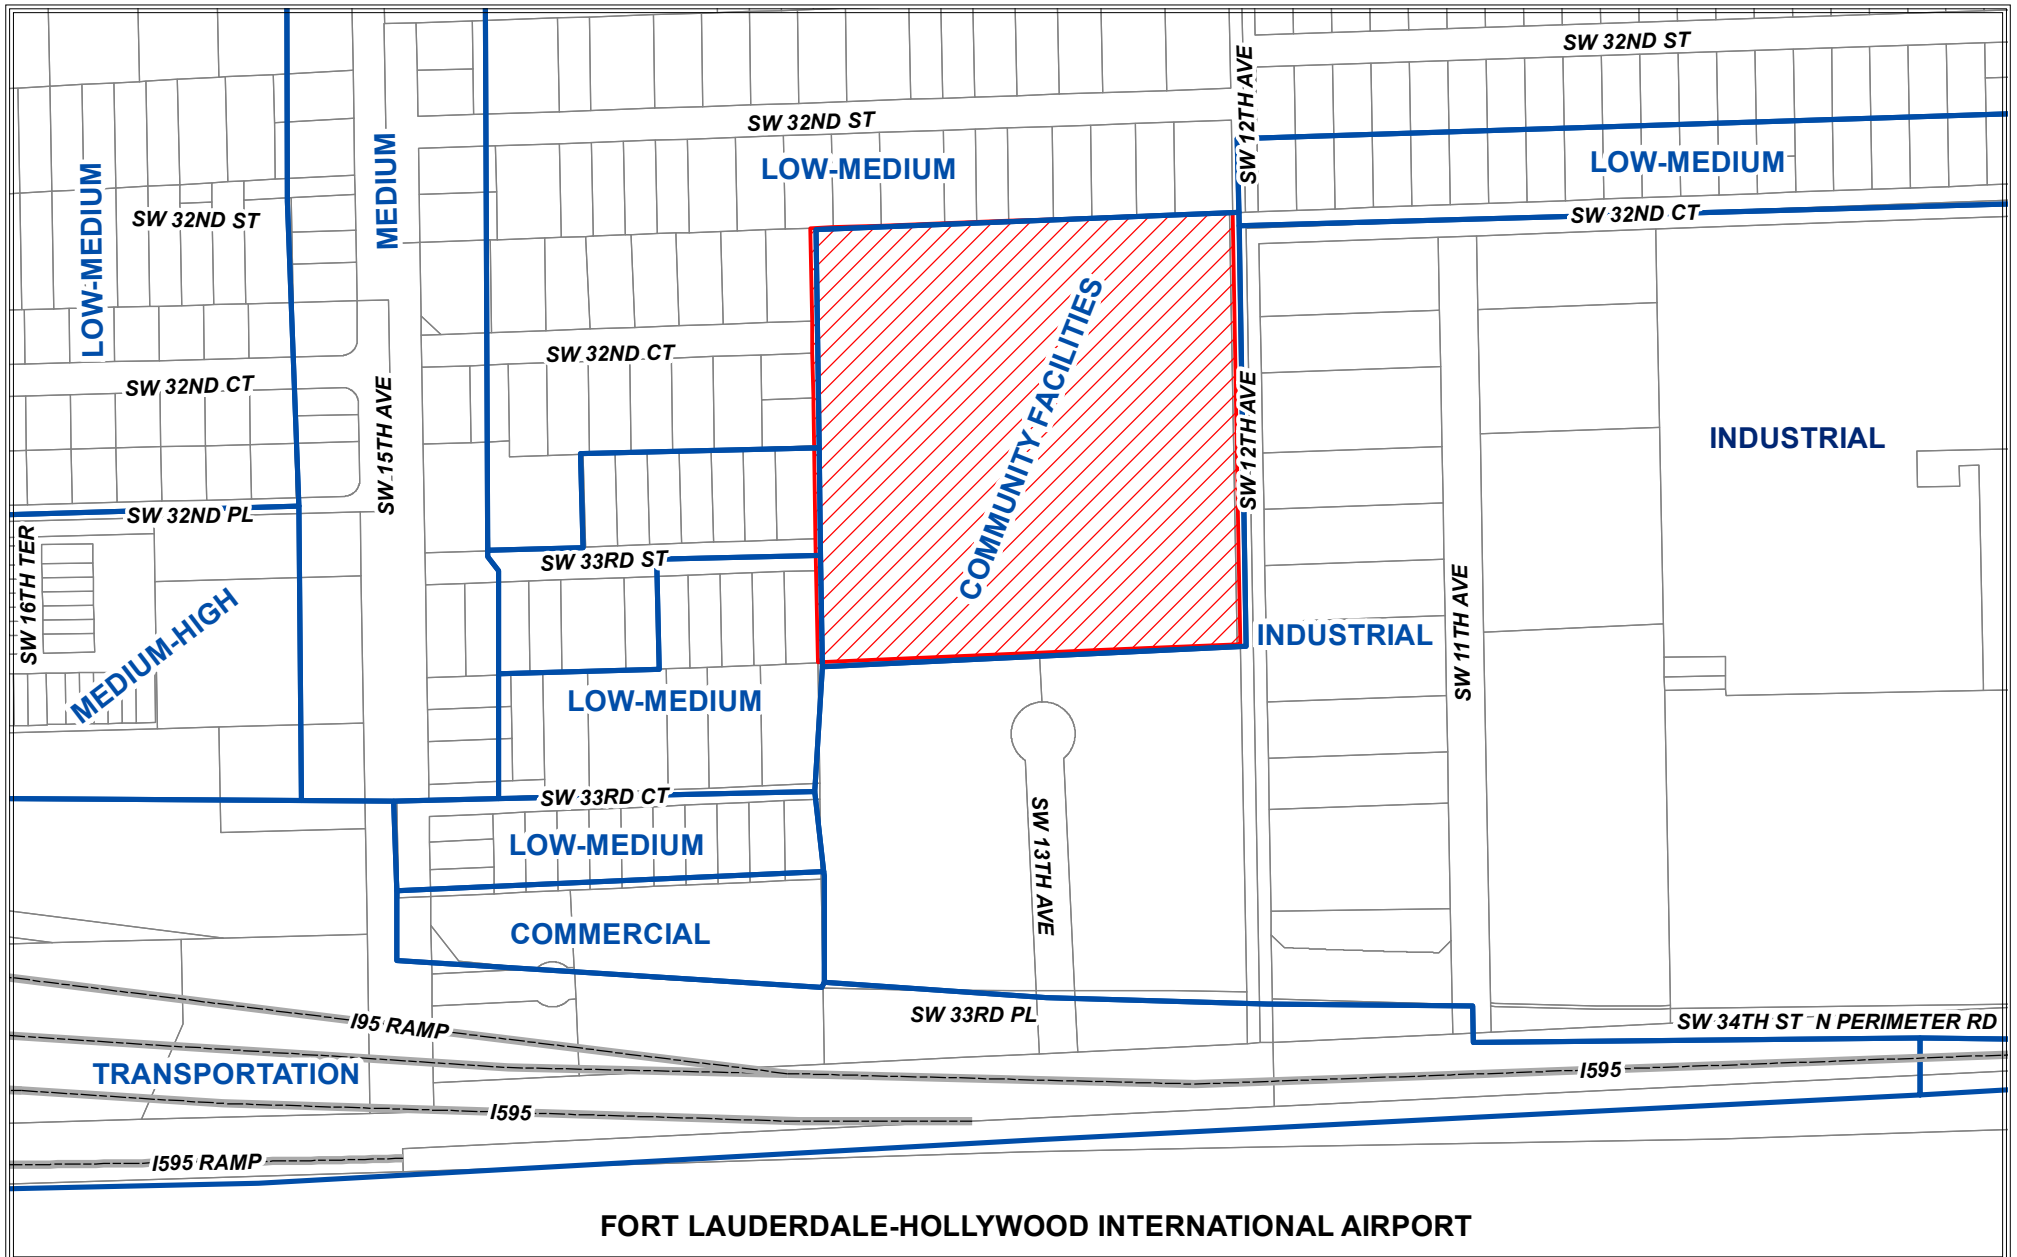 SW 32ND ST
SW 12TH AVE
SW 32ND ST
MEDIUM
LOW-MEDIUM
LOW-MEDIUM
LOW-MEDIUM
SW 32ND ST
SW 32ND CT
COMMUNITY FACILITIES
SW 32ND CT
SW 32ND CT
SW 15TH AVE
SW 12TH AVE
INDUSTRIAL
SW 32ND PL
SW 16TH TER
SW 33RD ST
MEDIUM-HIGH
SW 11TH AVE
INDUSTRIAL
LOW-MEDIUM
SW 33RD CT
SW 13TH AVE
LOW-MEDIUM
COMMERCIAL
SW 33RD PL
I95 RAMP
SW 34TH ST N PERIMETER RD
TRANSPORTATION
I595
I595
I595 RAMP
FORT LAUDERDALE-HOLLYWOOD INTERNATIONAL AIRPORT